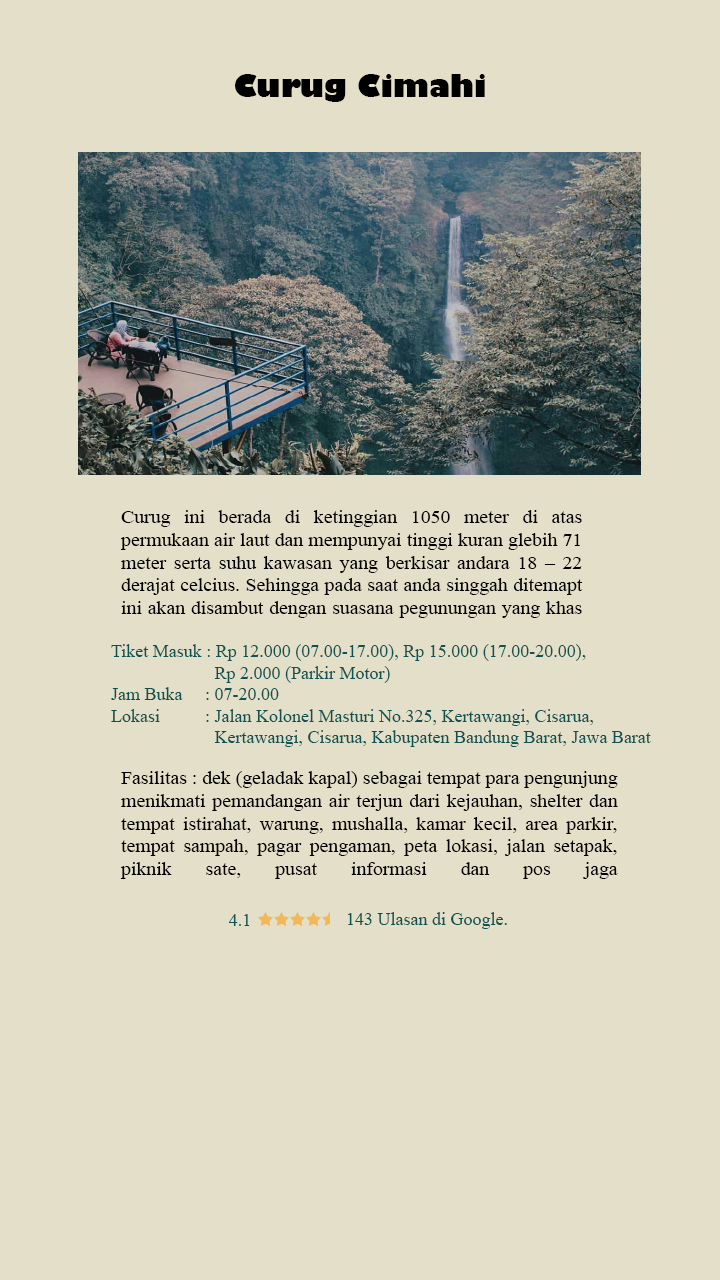 Curug Cimahi
Curug ini berada di ketinggian 1050 meter di atas
permukaan air laut dan mempunyai tinggi kuran glebih 71
meter serta suhu kawasan yang berkisar andara 18 – 22
derajat celcius. Sehingga pada saat anda singgah ditemapt
ini akan disambut dengan suasana pegunungan yang khas
Tiket Masuk : Rp 12.000 (07.00-17.00), Rp 15.000 (17.00-20.00),
Rp 2.000 (Parkir Motor)
Jam Buka : 07-20.00
Lokasi : Jalan Kolonel Masturi No.325, Kertawangi, Cisarua,
Kertawangi, Cisarua, Kabupaten Bandung Barat, Jawa Barat
Fasilitas : dek (geladak kapal) sebagai tempat para pengunjung
menikmati pemandangan air terjun dari kejauhan, shelter dan
tempat istirahat, warung, mushalla, kamar kecil, area parkir,
tempat sampah, pagar pengaman, peta lokasi, jalan setapak,
piknik sate, pusat informasi dan pos jaga
4.1 143 Ulasan di Google.